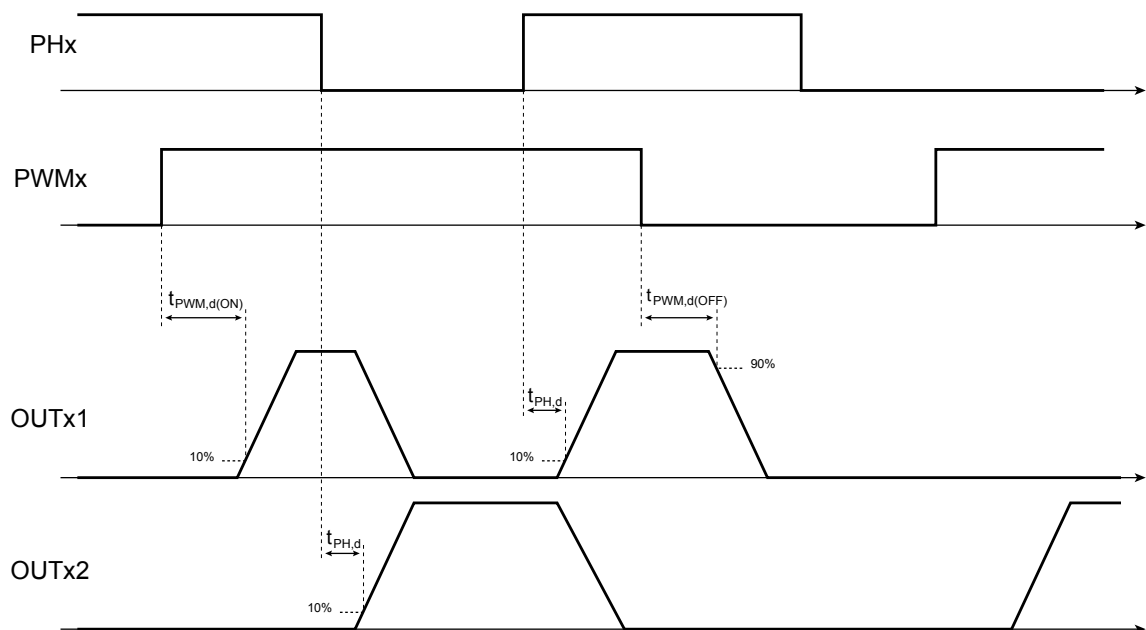 PHx
PWMx
tPWM,d(ON)
tPWM,d(OFF)
90%
tPH,d
OUTx1
10%
10%
tPH,d
OUTx2
10%